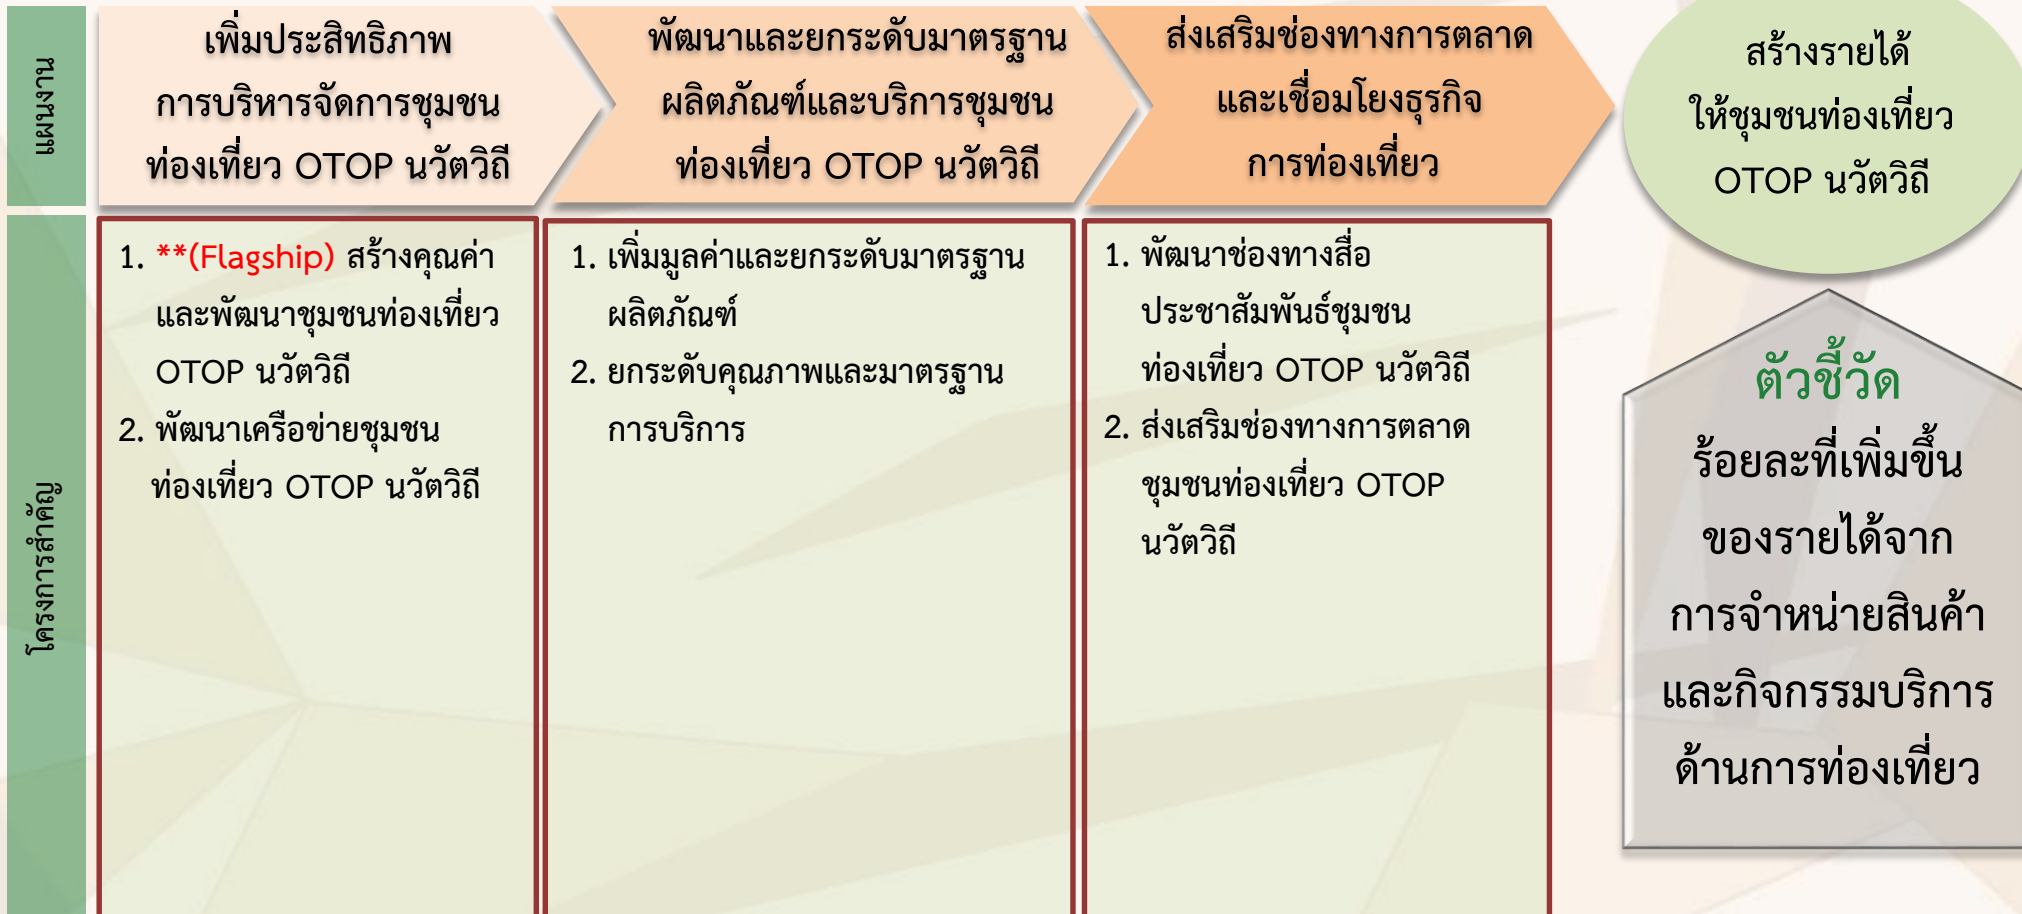 แผนงาน
เพิ่มประสิทธิภาพ
การบริหารจัดการชุมชน
ท่องเที่ยว OTOP นวัตวิถี
พัฒนาและยกระดับมาตรฐาน
ผลิตภัณฑ์และบริการชุมชน
ท่องเที่ยว OTOP นวัตวิถี
ส่งเสริมช่องทางการตลาด
และเชื่อมโยงธุรกิจ
การท่องเที่ยว
สร้างรายได้
ให้ชุมชนท่องเที่ยว
OTOP นวัตวิถี
โครงการสำคัญ
1. **(Flagship) สร้างคุณค่า
และพัฒนาชุมชนท่องเที่ยว
OTOP นวัตวิถี
2. พัฒนาเครือข่ายชุมชน
ท่องเที่ยว OTOP นวัตวิถี
1. เพิ่มมูลค่าและยกระดับมาตรฐาน
ผลิตภัณฑ์
2. ยกระดับคุณภาพและมาตรฐาน
การบริการ
1. พัฒนาช่องทางสื่อ
ประชาสัมพันธ์ชุมชน
ท่องเที่ยว OTOP นวัตวิถี
2. ส่งเสริมช่องทางการตลาด
ชุมชนท่องเที่ยว OTOP
นวัตวิถี
ตัวชี้วัด
ร้อยละที่เพิ่มขึ้น
ของรายได้จาก
การจำหน่ายสินค้า
และกิจกรรมบริการ
ด้านการท่องเที่ยว